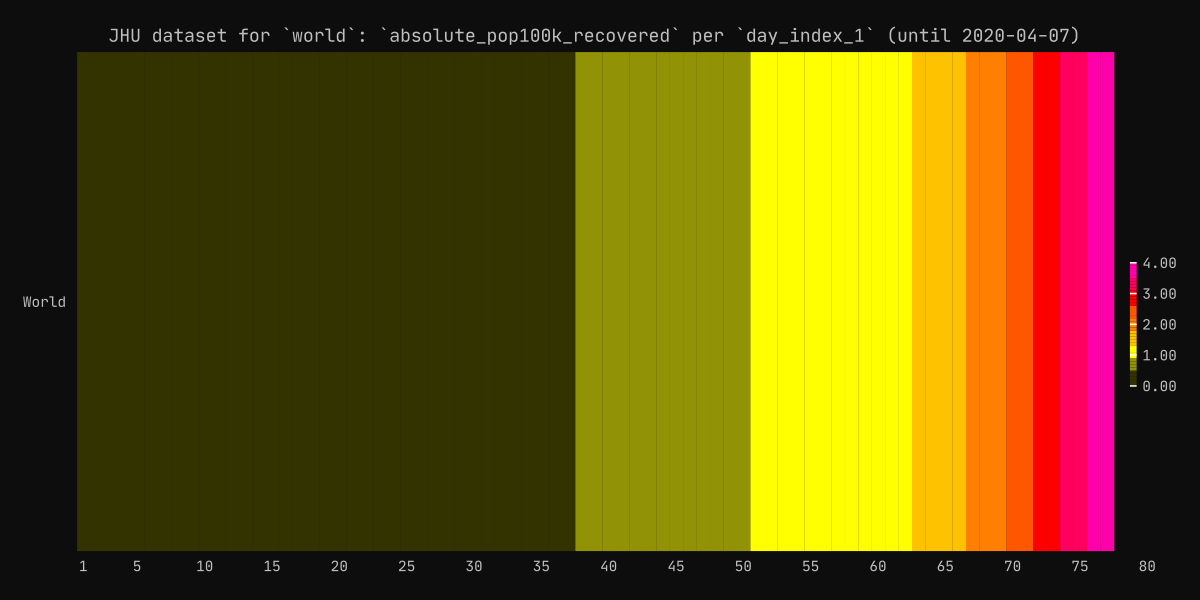 JHU dataset for `world`: `absolute_pop100k_recovered` per `day_index_1` (until 2020-04-07)
World
4.00
3.00
2.00
1.00
0.00
1 5 10 15 20 25 30 35 40 45 50 55 60 65 70 75 80